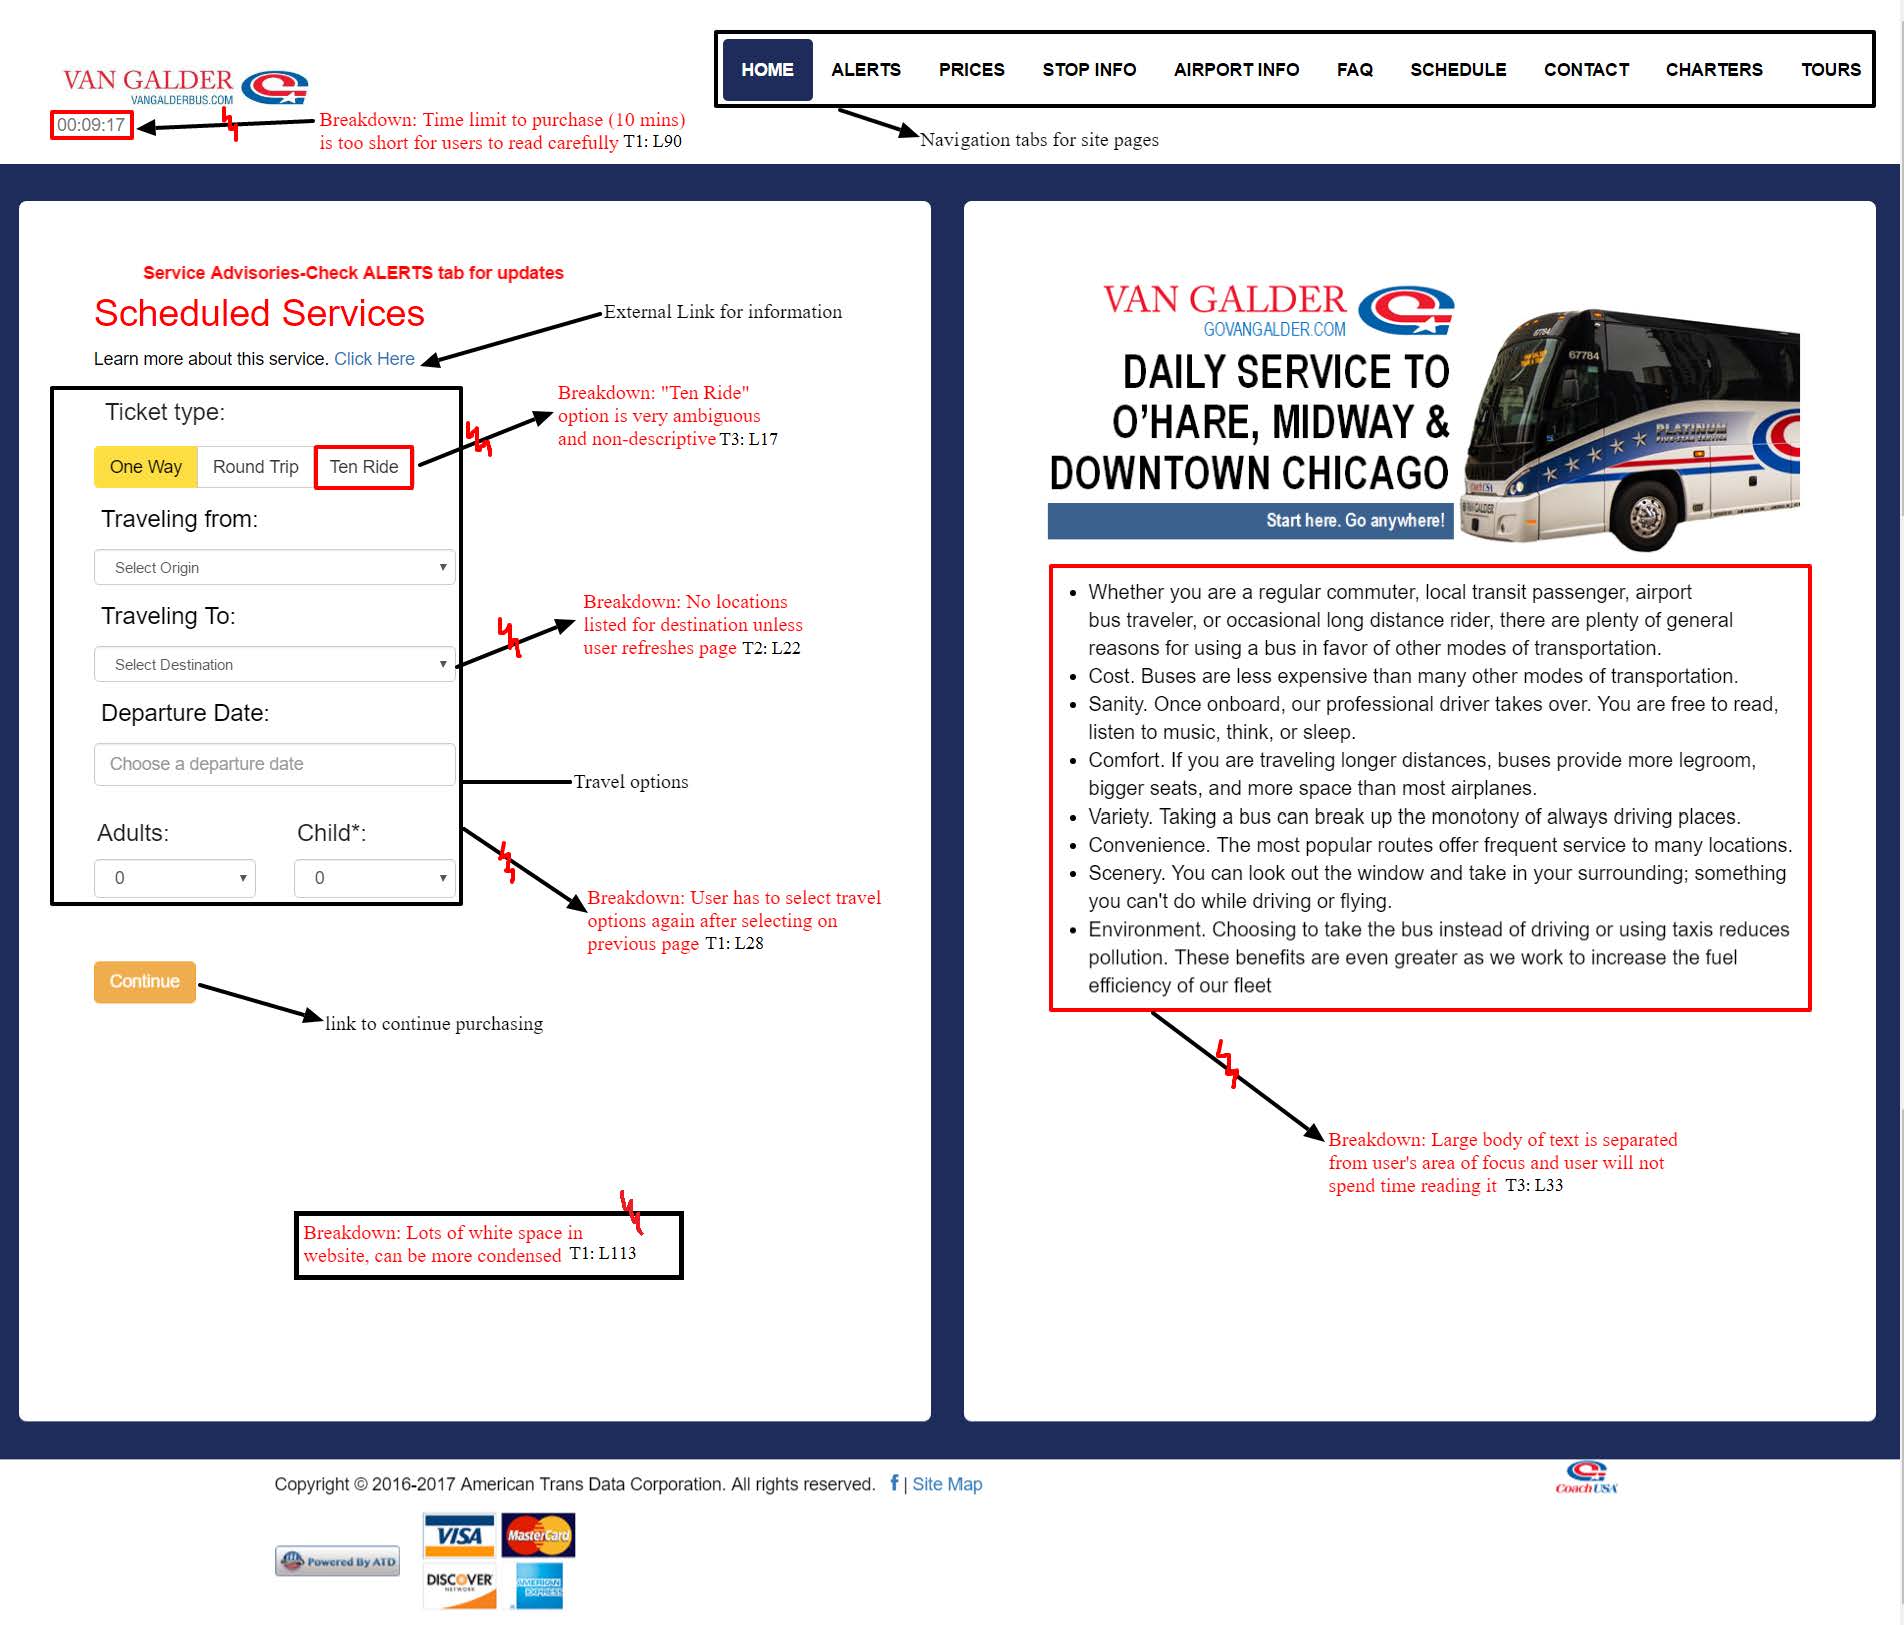 HOME ALERTS PRICES STOP INFO AIRPORT INFO FAQ SCHEDULE CONTACT CHARTERS TOURS
VAN GALDER
VANGALDERBUS.COM
00:09:17
Breakdown: Time limit to purchase (10 mins)
is too short for users to read carefully T1: L90
Navigation tabs for site pages
Service Advisories-Check ALERTS tab for updates
Scheduled Services
External Link for information
Learn more about this service. Click Here
Ticket type:
One Way Round Trip Ten Ride
Breakdown: "Ten Ride"
option is very ambiguous
and non-descriptive T3: L17
Traveling from:
Select Origin
Traveling To:
Select Destination
Breakdown: No locations
listed for destination unless
user refreshes page T2: L22
Departure Date:
Choose a departure date
Travel options
Adults: Child*:
0 0
Breakdown: User has to select travel
options again after selecting on
previous page T1: L28
Continue
link to continue purchasing
Breakdown: Lots of white space in
website, can be more condensed T1: L113
VAN GALDER
GOVANGALDER.COM
DAILY SERVICE TO
O'HARE, MIDWAY &
DOWNTOWN CHICAGO
Start here. Go anywhere!
67784
67784
PLATINUM
VAN GALDER
• Whether you are a regular commuter, local transit passenger, airport
bus traveler, or occasional long distance rider, there are plenty of general
reasons for using a bus in favor of other modes of transportation.
• Cost. Buses are less expensive than many other modes of transportation.
• Sanity. Once onboard, our professional driver takes over. You are free to read,
listen to music, think, or sleep.
• Comfort. If you are traveling longer distances, buses provide more legroom,
bigger seats, and more space than most airplanes.
• Variety. Taking a bus can break up the monotony of always driving places.
• Convenience. The most popular routes offer frequent service to many locations.
• Scenery. You can look out the window and take in your surrounding; something
you can't do while driving or flying.
• Environment. Choosing to take the bus instead of driving or using taxis reduces
pollution. These benefits are even greater as we work to increase the fuel
efficiency of our fleet
Breakdown: Large body of text is separated
from user's area of focus and user will not
spend time reading it T3: L33
Copyright © 2016-2017 American Trans Data Corporation. All rights reserved. f | Site Map
Coach USA
Powered By ATD
VISA MasterCard
DISCOVER
NETWORK
AMERICAN
EXPRESS